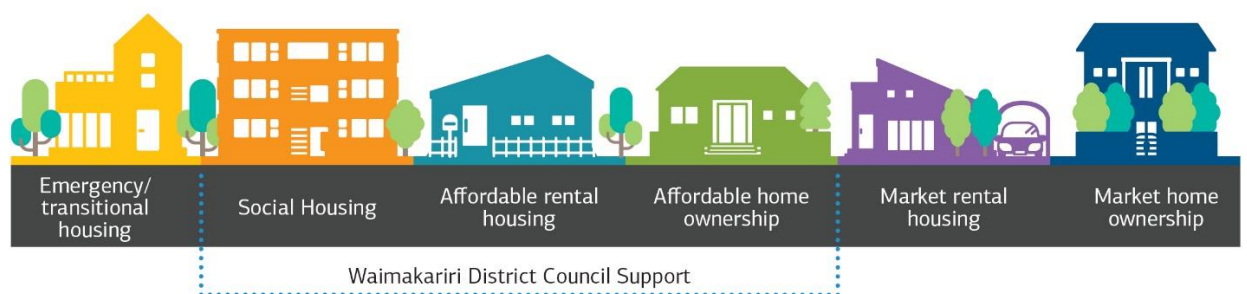 Emergency/
transitional
housing
Social Housing
Affordable rental
housing
Affordable home
ownership
Market rental
housing
Market home
ownership
Waimakariri District Council Support